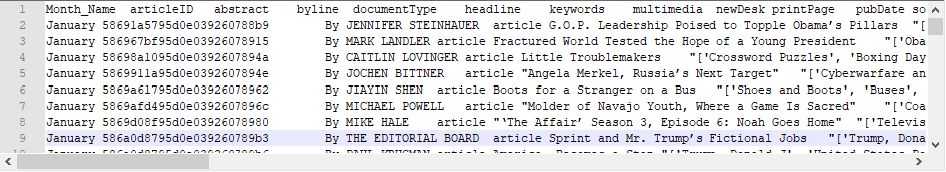 1 Month_Name articleID abstract byline documentType headline keywords multimedia newDesk printPage pubDate so
2 January 58691a5795d0e039260788b9 By JENNIFER STEINHAUER article G.O.P. Leadership Poised to Topple Obama’s Pillars "[
3 January 586967bf95d0e03926078915 By MARK LANDLER article Fractured World Tested the Hope of a Young President "['Oba
4 January 58698a1095d0e0392607894a By CAITLIN LOVINGER article Little Troublemakers "['Crossword Puzzles', 'Boxing Day
5 January 5869911a95d0e0392607894e By JOCHEN BITTNER article "Angela Merkel, Russia’s Next Target" "['Cyberwarfare an
6 January 5869a61795d0e03926078962 By JIAYIN SHEN article Boots for a Stranger on a Bus "['Shoes and Boots', 'Buses',
7 January 5869afd495d0e0392607896c By MICHAEL POWELL article "Molder of Navajo Youth, Where a Game Is Sacred" "['Coa
8 January 5869d08f95d0e03926078980 By MIKE HALE article "‘The Affair’ Season 3, Episode 6: Noah Goes Home" "['Televis
9 January 586a0d8795d0e039260789b3 By THE EDITORIAL BOARD article Sprint and Mr. Trump’s Fictional Jobs "['Trump, Dona